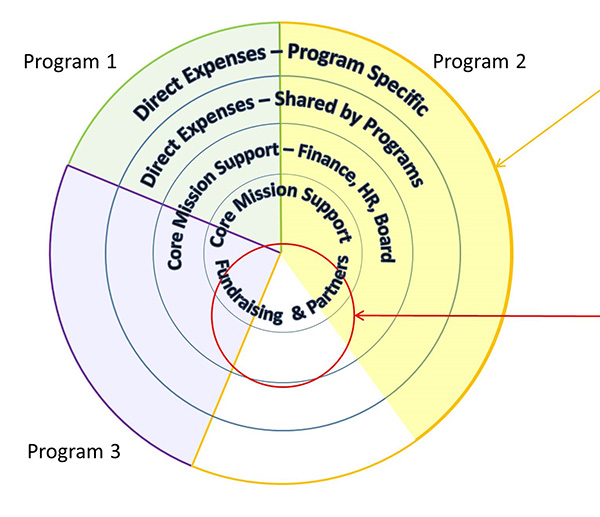 Program 1
Program 2
Direct Expenses – Program Specific
Direct Expenses – Shared by Programs
Core Mission Support – Finance, HR, Board
Core Mission Support
Fundraising & Partners
Program 3